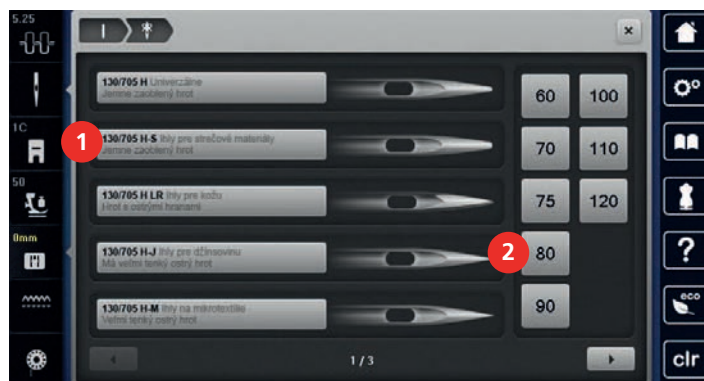 5.25
1C
50
0mm
130/705 H Univerzálne
Jemne zaoblený hrot
130/705 H-S Ihly pre strečové materiály
Jemne zaoblený hrot
130/705 H LR Ihly pre kožu
Hrot s ostrými hranami
130/705 H-J Ihly pre džínsovinu
Má veľmi tenký ostrý hrot
130/705 H-M Ihly na mikrotextílie
Veľmi tenký ostrý hrot
1
2
60 100
70 110
75 120
80
90
1 / 3
?
eco
clr